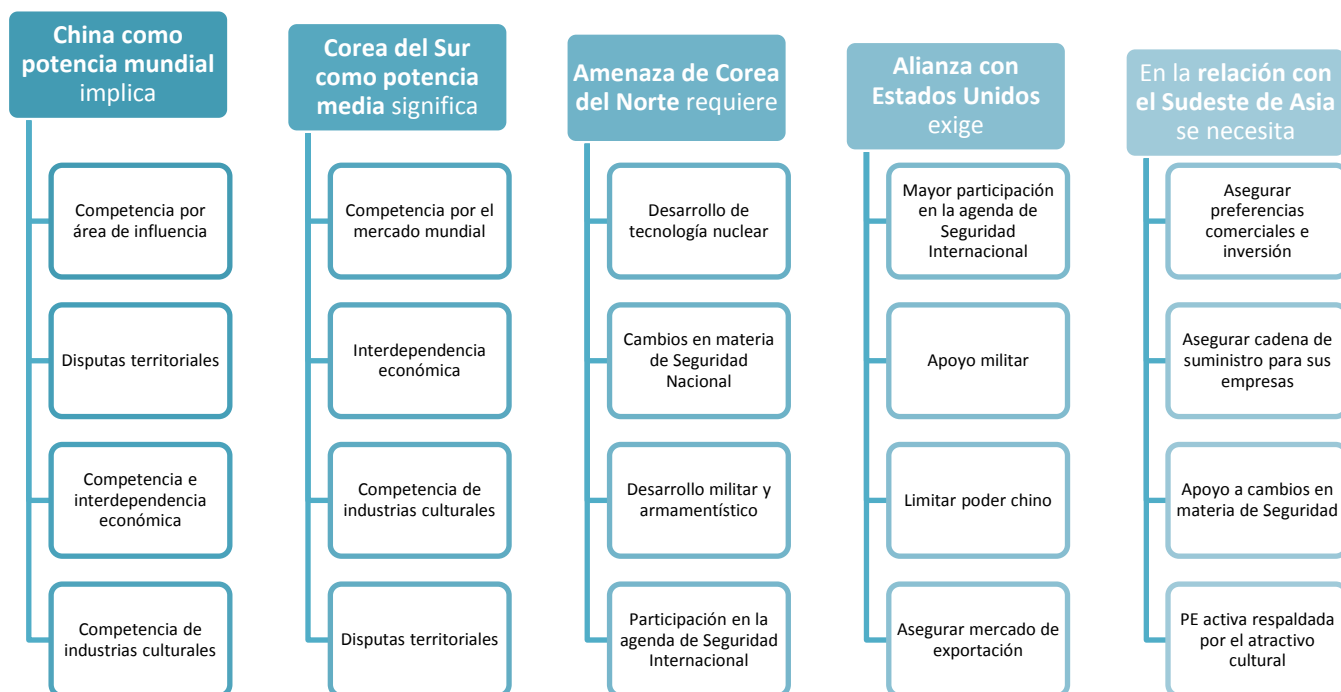 China como
potencia mundial
implica
Competencia por
área de influencia
Disputas territoriales
Competencia e
interdependencia
económica
Competencia de
industrias culturales
Corea del Sur
como potencia
media significa
Competencia por el
mercado mundial
Interdependencia
económica
Competencia de
industrias culturales
Disputas territoriales
Amenaza de Corea
del Norte requiere
Desarrollo de
tecnología nuclear
Cambios en materia
de Seguridad
Nacional
Desarrollo militar y
armamentístico
Participación en la
agenda de Seguridad
Internacional
Alianza con
Estados Unidos
exige
Mayor participación
en la agenda de
Seguridad
Internacional
Apoyo militar
Limitar poder chino
Asegurar mercado de
exportación
En la relación con
el Sudeste de Asia
se necesita
Asegurar
preferencias
comerciales e
inversión
Asegurar cadena de
suministro para sus
empresas
Apoyo a cambios en
materia de Seguridad
PE activa respaldada
por el atractivo
cultural